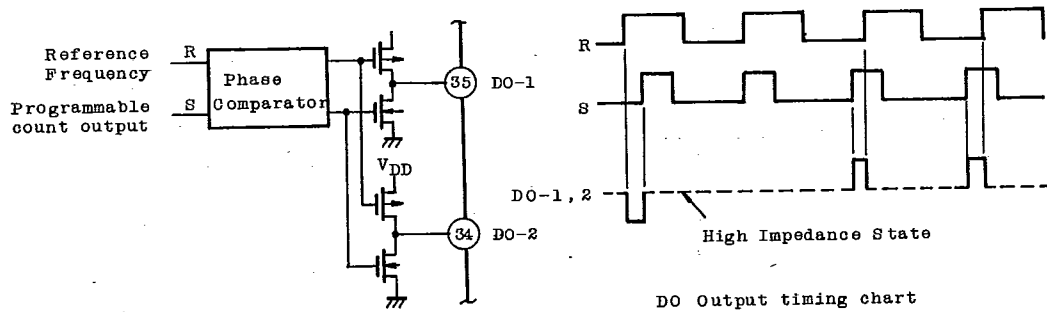 Reference
Frequency
R
Programmable
count output
S
Phase
Comparator
35
DO-1
VDD
34
DO-2
R
S
DO-1, 2
High Impedance State
DO Output timing chart